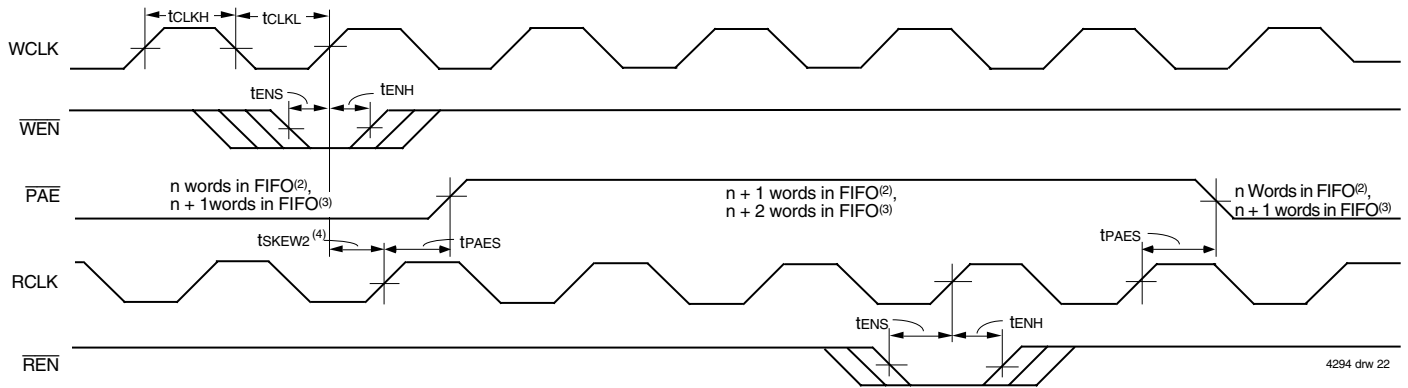 tCLKH
tCLKL
WCLK
tENS
tENH
WEN
PAE
n words in FIFO(2),
n + 1words in FIFO(3)
n + 1 words in FIFO(2),
n + 2 words in FIFO(3)
n Words in FIFO(2),
n + 1 words in FIFO(3)
tSKEW2 (4)
tPAES
tPAES
RCLK
tENS
tENH
REN
4294 drw 22